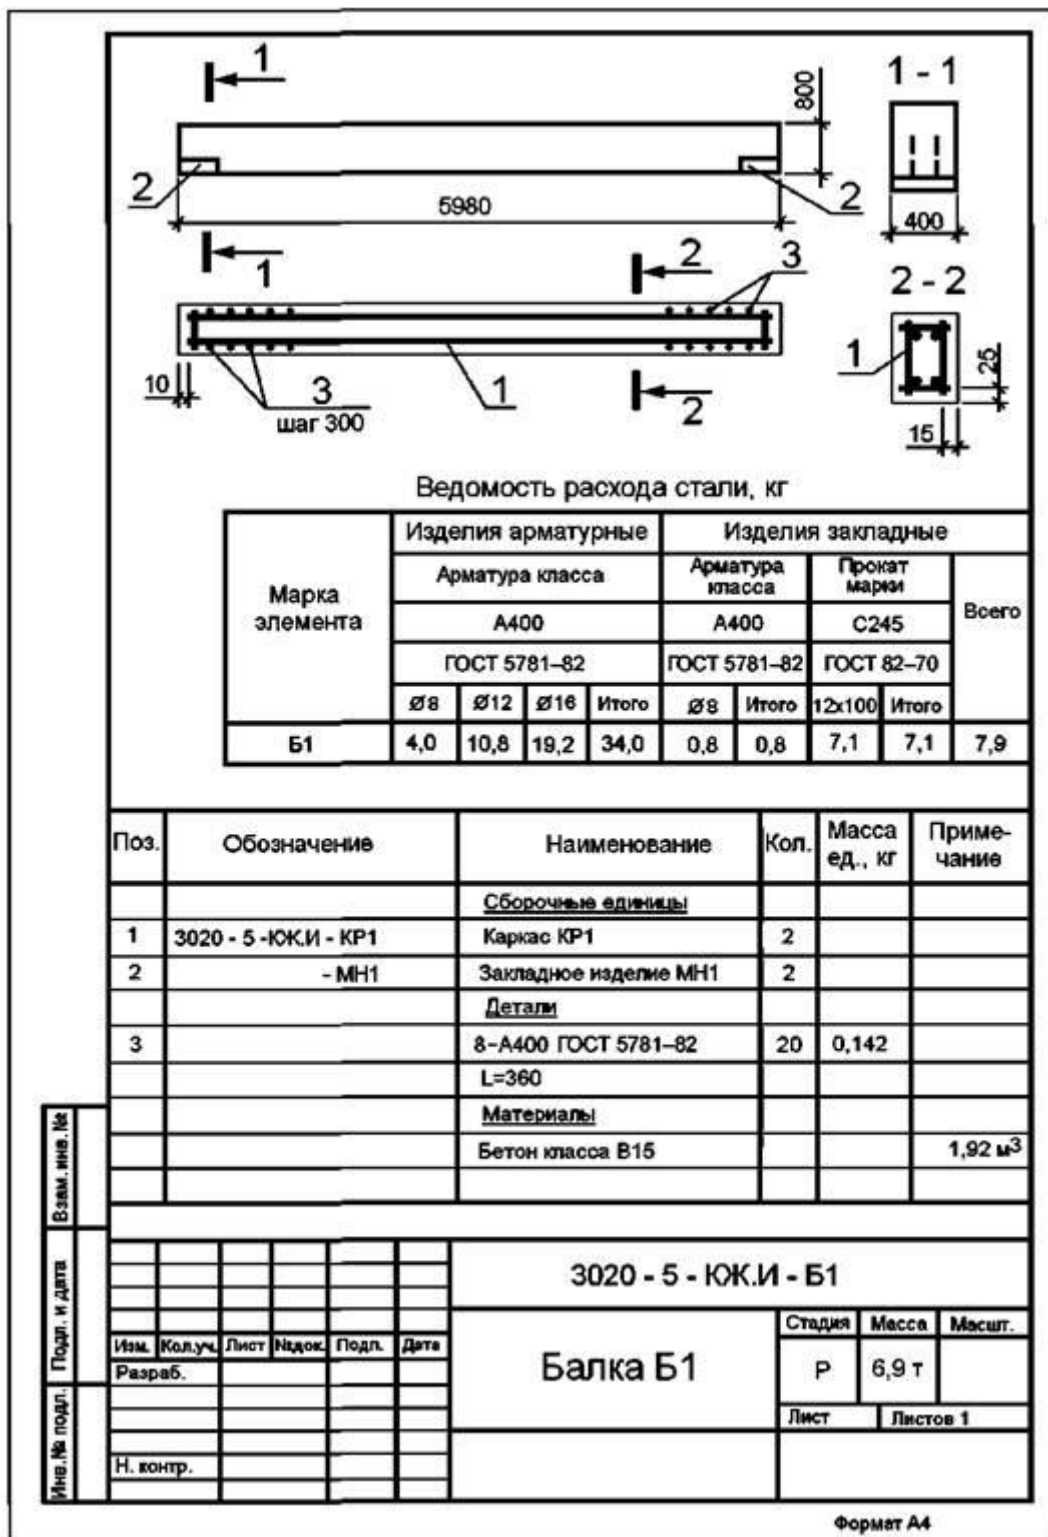 1
1 - 1
800
2
2
5980
400
1
2
3
2 - 2
1
25
10
3
1
шаг 300
2
15
Ведомость расхода стали, кг
Марка элемента
Изделия арматурные
Изделия закладные
Арматура класса
Арматура класса
Прокат марки
Всего
А400
А400
С245
ГОСТ 5781–82
ГОСТ 5781–82
ГОСТ 82–70
Ø8 Ø12 Ø16 Итого Ø8 Итого 12х100 Итого
Б1 4,0 10,8 19,2 34,0 0,8 0,8 7,1 7,1 7,9
Поз. Обозначение Наименование Кол. Масса ед., кг Приме-чание
Сборочные единицы
1 3020 - 5 -КЖ.И - КР1 Каркас КР1 2
2 - МН1 Закладное изделие МН1 2
Детали
3 8-А400 ГОСТ 5781–82 20 0,142
L=360
Материалы
Бетон класса В15 1,92 м3
Взам. инв. №
Подп. и дата
Инв.№ подл.
3020 - 5 - КЖ.И - Б1
Изм. Кол.уч. Лист №док. Подп. Дата
Разраб.
Н. контр.
Балка Б1
Стадия Масса Масшт.
Р 6,9 т
Лист Листов 1
Формат А4